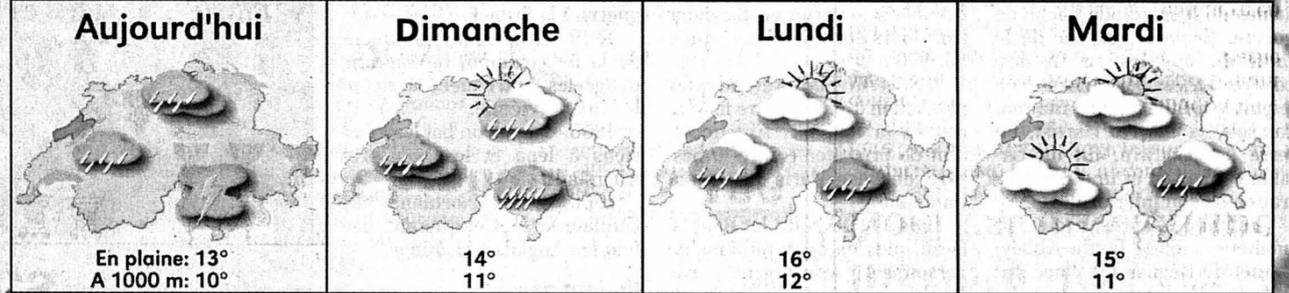 Aujourd'hui
En plaine: 13°
A 1000 m: 10°
Dimanche
14°
11°
Lundi
16°
12°
Mardi
15°
11°